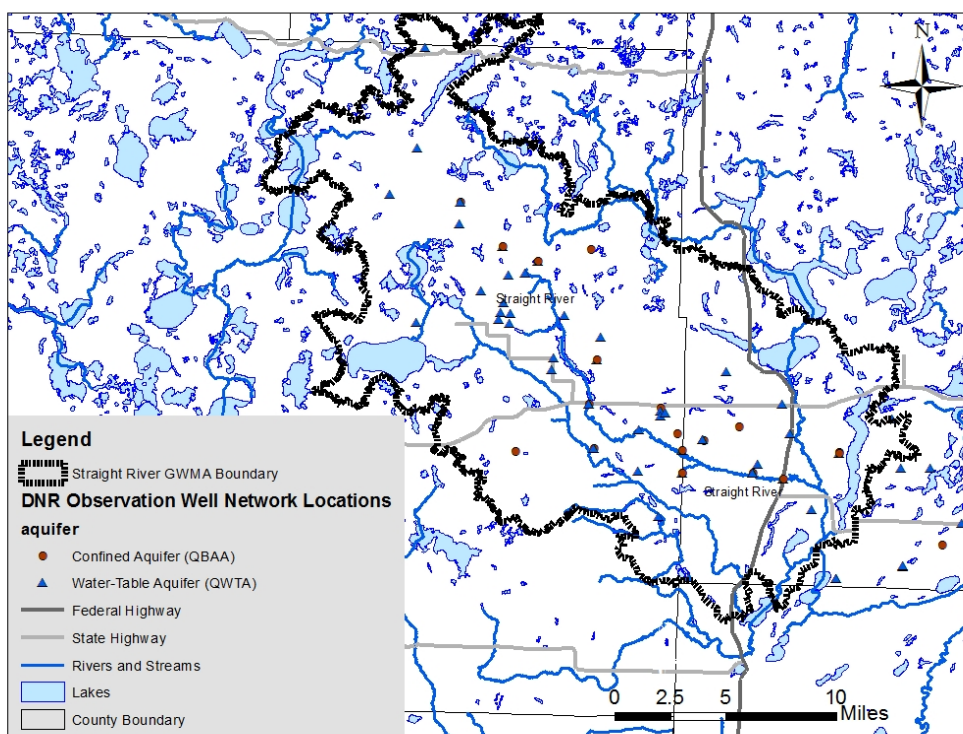 N
Straight River
Straight River
Legend
Straight River GWMA Boundary
DNR Observation Well Network Locations
aquifer
Confined Aquifer (QBAA)
Water-Table Aquifer (QWTA)
Federal Highway
State Highway
Rivers and Streams
Lakes
County Boundary
0 2.5 5 10
Miles